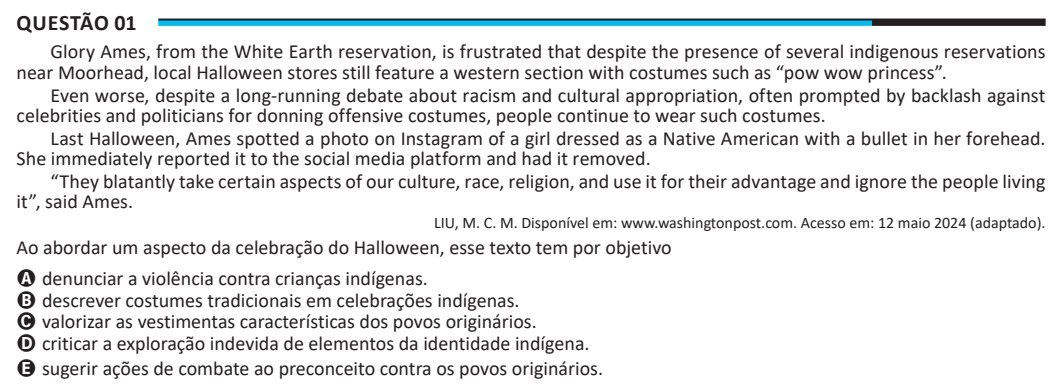 QUESTÃO 01
Glory Ames, from the White Earth reservation, is frustrated that despite the presence of several indigenous reservations
near Moorhead, local Halloween stores still feature a western section with costumes such as “pow wow princess”.
Even worse, despite a long-running debate about racism and cultural appropriation, often prompted by backlash against
celebrities and politicians for donning offensive costumes, people continue to wear such costumes.
Last Halloween, Ames spotted a photo on Instagram of a girl dressed as a Native American with a bullet in her forehead.
She immediately reported it to the social media platform and had it removed.
“They blatantly take certain aspects of our culture, race, religion, and use it for their advantage and ignore the people living
it”, said Ames.
LIU, M. C. M. Disponível em: www.washingtonpost.com. Acesso em: 12 maio 2024 (adaptado).
Ao abordar um aspecto da celebração do Halloween, esse texto tem por objetivo
A denunciar a violência contra crianças indígenas.
B descrever costumes tradicionais em celebrações indígenas.
C valorizar as vestimentas características dos povos originários.
D criticar a exploração indevida de elementos da identidade indígena.
E sugerir ações de combate ao preconceito contra os povos originários.